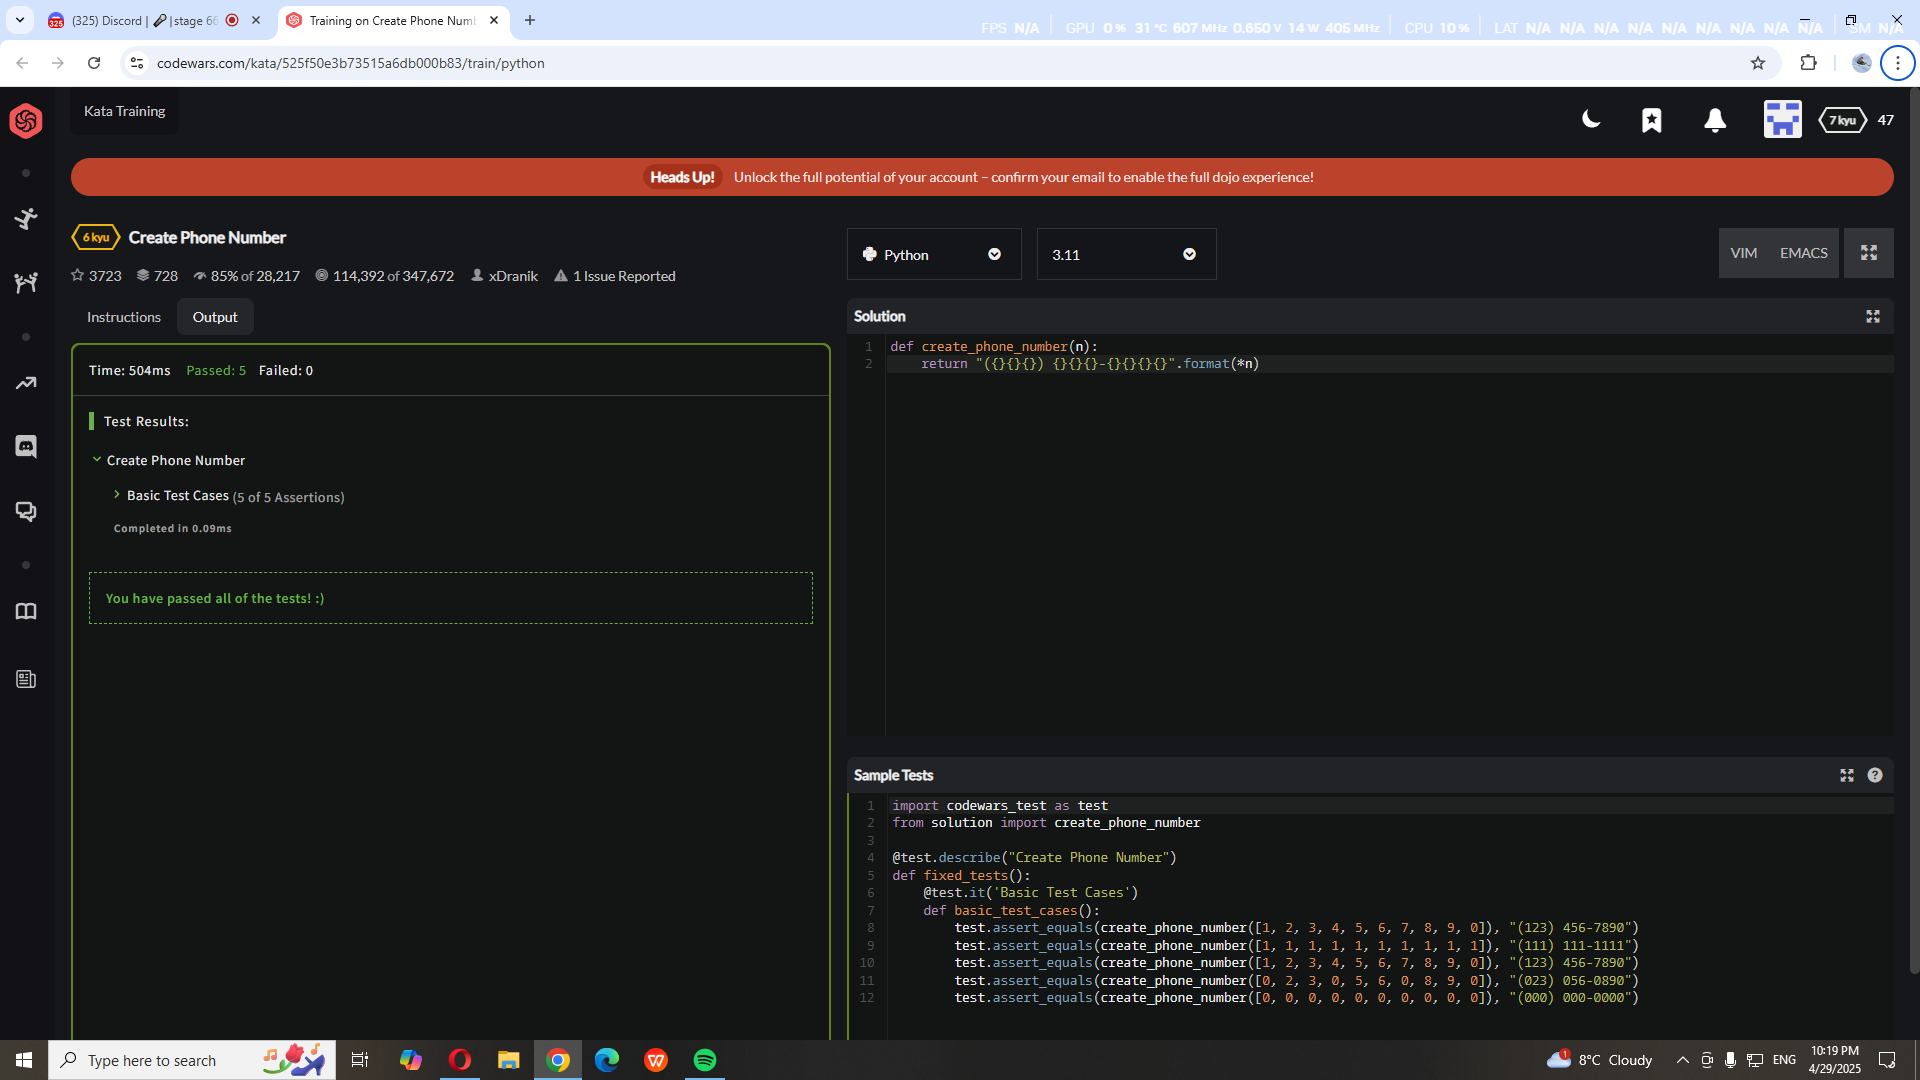 (325) Discord | 🎤|stage 66
Training on Create Phone Num
FPS N/A GPU 0% 31°C 607 MHz 0.650 V 14 W 405 MHz CPU 10% LAT N/A N/A N/A N/A N/A N/A N/A N/A N/A SM N/A
codewars.com/kata/525f50e3b73515a6db000b83/train/python
Kata Training
7 kyu 47
Heads Up! Unlock the full potential of your account – confirm your email to enable the full dojo experience!
6 kyu Create Phone Number
3723 728 85% of 28,217 114,392 of 347,672 xDranik 1 Issue Reported
Instructions Output
Time: 504ms Passed: 5 Failed: 0
Test Results:
Create Phone Number
Basic Test Cases (5 of 5 Assertions)
Completed in 0.09ms
You have passed all of the tests! :)
Python 3.11 VIM EMACS
Solution
1 def create_phone_number(n):
2 return "({}{}{}) {}{}{}-{}{}{}{}".format(*n)
Sample Tests
1 import codewars_test as test
2 from solution import create_phone_number
3
4 @test.describe("Create Phone Number")
5 def fixed_tests():
6 @test.it('Basic Test Cases')
7 def basic_test_cases():
8 test.assert_equals(create_phone_number([1, 2, 3, 4, 5, 6, 7, 8, 9, 0]), "(123) 456-7890")
9 test.assert_equals(create_phone_number([1, 1, 1, 1, 1, 1, 1, 1, 1, 1]), "(111) 111-1111")
10 test.assert_equals(create_phone_number([1, 2, 3, 4, 5, 6, 7, 8, 9, 0]), "(123) 456-7890")
11 test.assert_equals(create_phone_number([0, 2, 3, 0, 5, 6, 0, 8, 9, 0]), "(023) 056-0890")
12 test.assert_equals(create_phone_number([0, 0, 0, 0, 0, 0, 0, 0, 0, 0]), "(000) 000-0000")
Type here to search
1 8°C Cloudy ENG
10:19 PM
4/29/2025